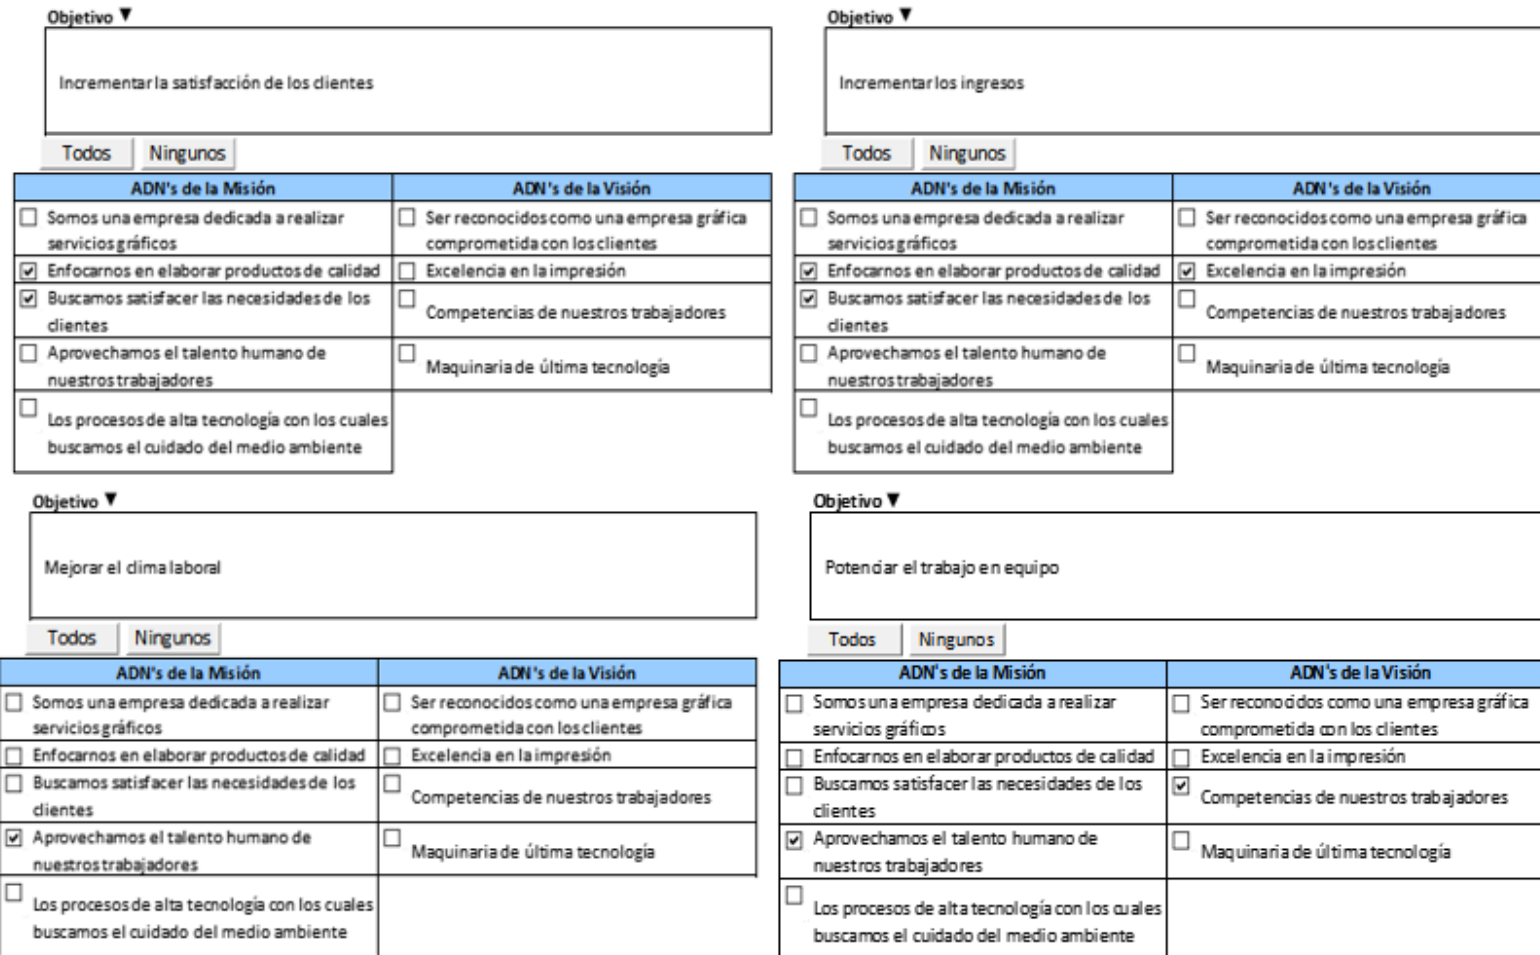 Objetivo ▼
Incrementar la satisfacción de los clientes
Todos Ningunos
ADN's de la Misión ADN's de la Visión
Somos una empresa dedicada a realizar
servicios gráficos
Ser reconocidos como una empresa gráfica
comprometida con los clientes
Enfocarnos en elaborar productos de calidad
Excelencia en la impresión
Buscamos satisfacer las necesidades de los
clientes
Competencias de nuestros trabajadores
Aprovechamos el talento humano de
nuestros trabajadores
Maquinaria de última tecnología
Los procesos de alta tecnología con los cuales
buscamos el cuidado del medio ambiente
Objetivo ▼
Incrementar los ingresos
Todos Ningunos
ADN's de la Misión ADN's de la Visión
Somos una empresa dedicada a realizar
servicios gráficos
Ser reconocidos como una empresa gráfica
comprometida con los clientes
Enfocarnos en elaborar productos de calidad
Excelencia en la impresión
Buscamos satisfacer las necesidades de los
clientes
Competencias de nuestros trabajadores
Aprovechamos el talento humano de
nuestros trabajadores
Maquinaria de última tecnología
Los procesos de alta tecnología con los cuales
buscamos el cuidado del medio ambiente
Objetivo ▼
Mejorar el clima laboral
Todos Ningunos
ADN's de la Misión ADN's de la Visión
Somos una empresa dedicada a realizar
servicios gráficos
Ser reconocidos como una empresa gráfica
comprometida con los clientes
Enfocarnos en elaborar productos de calidad
Excelencia en la impresión
Buscamos satisfacer las necesidades de los
clientes
Competencias de nuestros trabajadores
Aprovechamos el talento humano de
nuestros trabajadores
Maquinaria de última tecnología
Los procesos de alta tecnología con los cuales
buscamos el cuidado del medio ambiente
Objetivo ▼
Potenciar el trabajo en equipo
Todos Ningunos
ADN's de la Misión ADN's de la Visión
Somos una empresa dedicada a realizar
servicios gráficos
Ser reconocidos como una empresa gráfica
comprometida con los clientes
Enfocarnos en elaborar productos de calidad
Excelencia en la impresión
Buscamos satisfacer las necesidades de los
clientes
Competencias de nuestros trabajadores
Aprovechamos el talento humano de
nuestros trabajadores
Maquinaria de última tecnología
Los procesos de alta tecnología con los cuales
buscamos el cuidado del medio ambiente